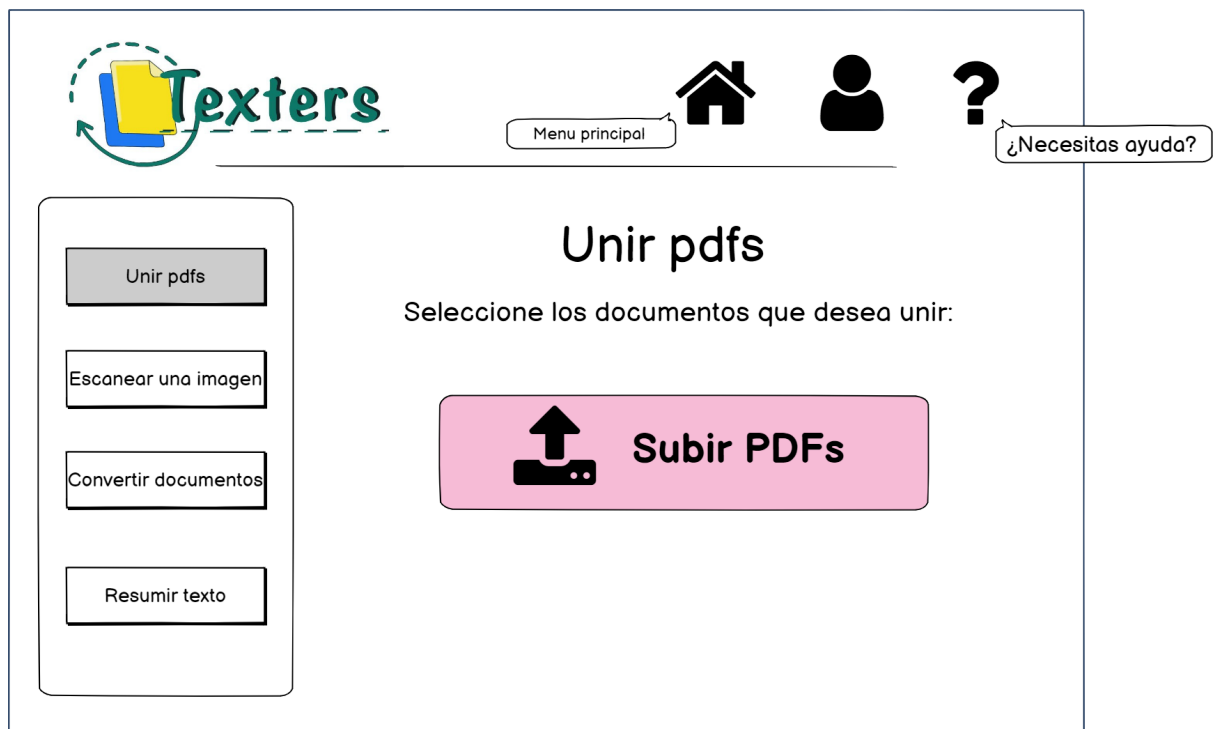 Texters
Menu principal
¿Necesitas ayuda?
Unir pdfs
Escanear una imagen
Convertir documentos
Resumir texto
Unir pdfs
Seleccione los documentos que desea unir:
Subir PDFs